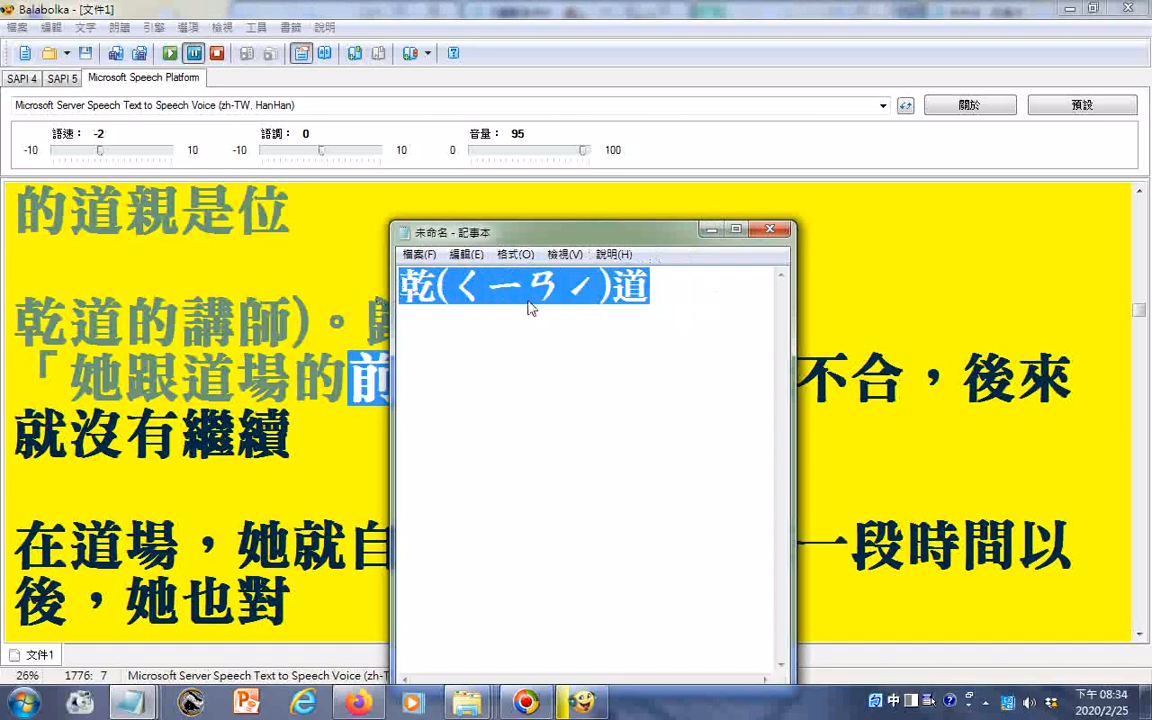 Balabolka - [文件1]
檔案 編輯 文字 朗讀 引擎 選項 檢視 工具 書籤 說明
SAPI 4 SAPI 5 Microsoft Speech Platform
Microsoft Server Speech Text to Speech Voice (zh-TW, HanHan)
關於 預設
語速： -2 語調： 0 音量： 95
-10 10 -10 10 0 100
的道親是位
乾道的講師)。歸
「她跟道場的前
不合，後來
就沒有繼續
在道場，她就自
一段時間以
後，她也對
未命名 - 記事本
檔案(F) 編輯(E) 格式(O) 檢視(V) 說明(H)
乾(ㄑㄧㄢˊ)道
文件1
26% 1776: 7 Microsoft Server Speech Text to Speech Voice (zh-T
中
下午 08:34
2020/2/25